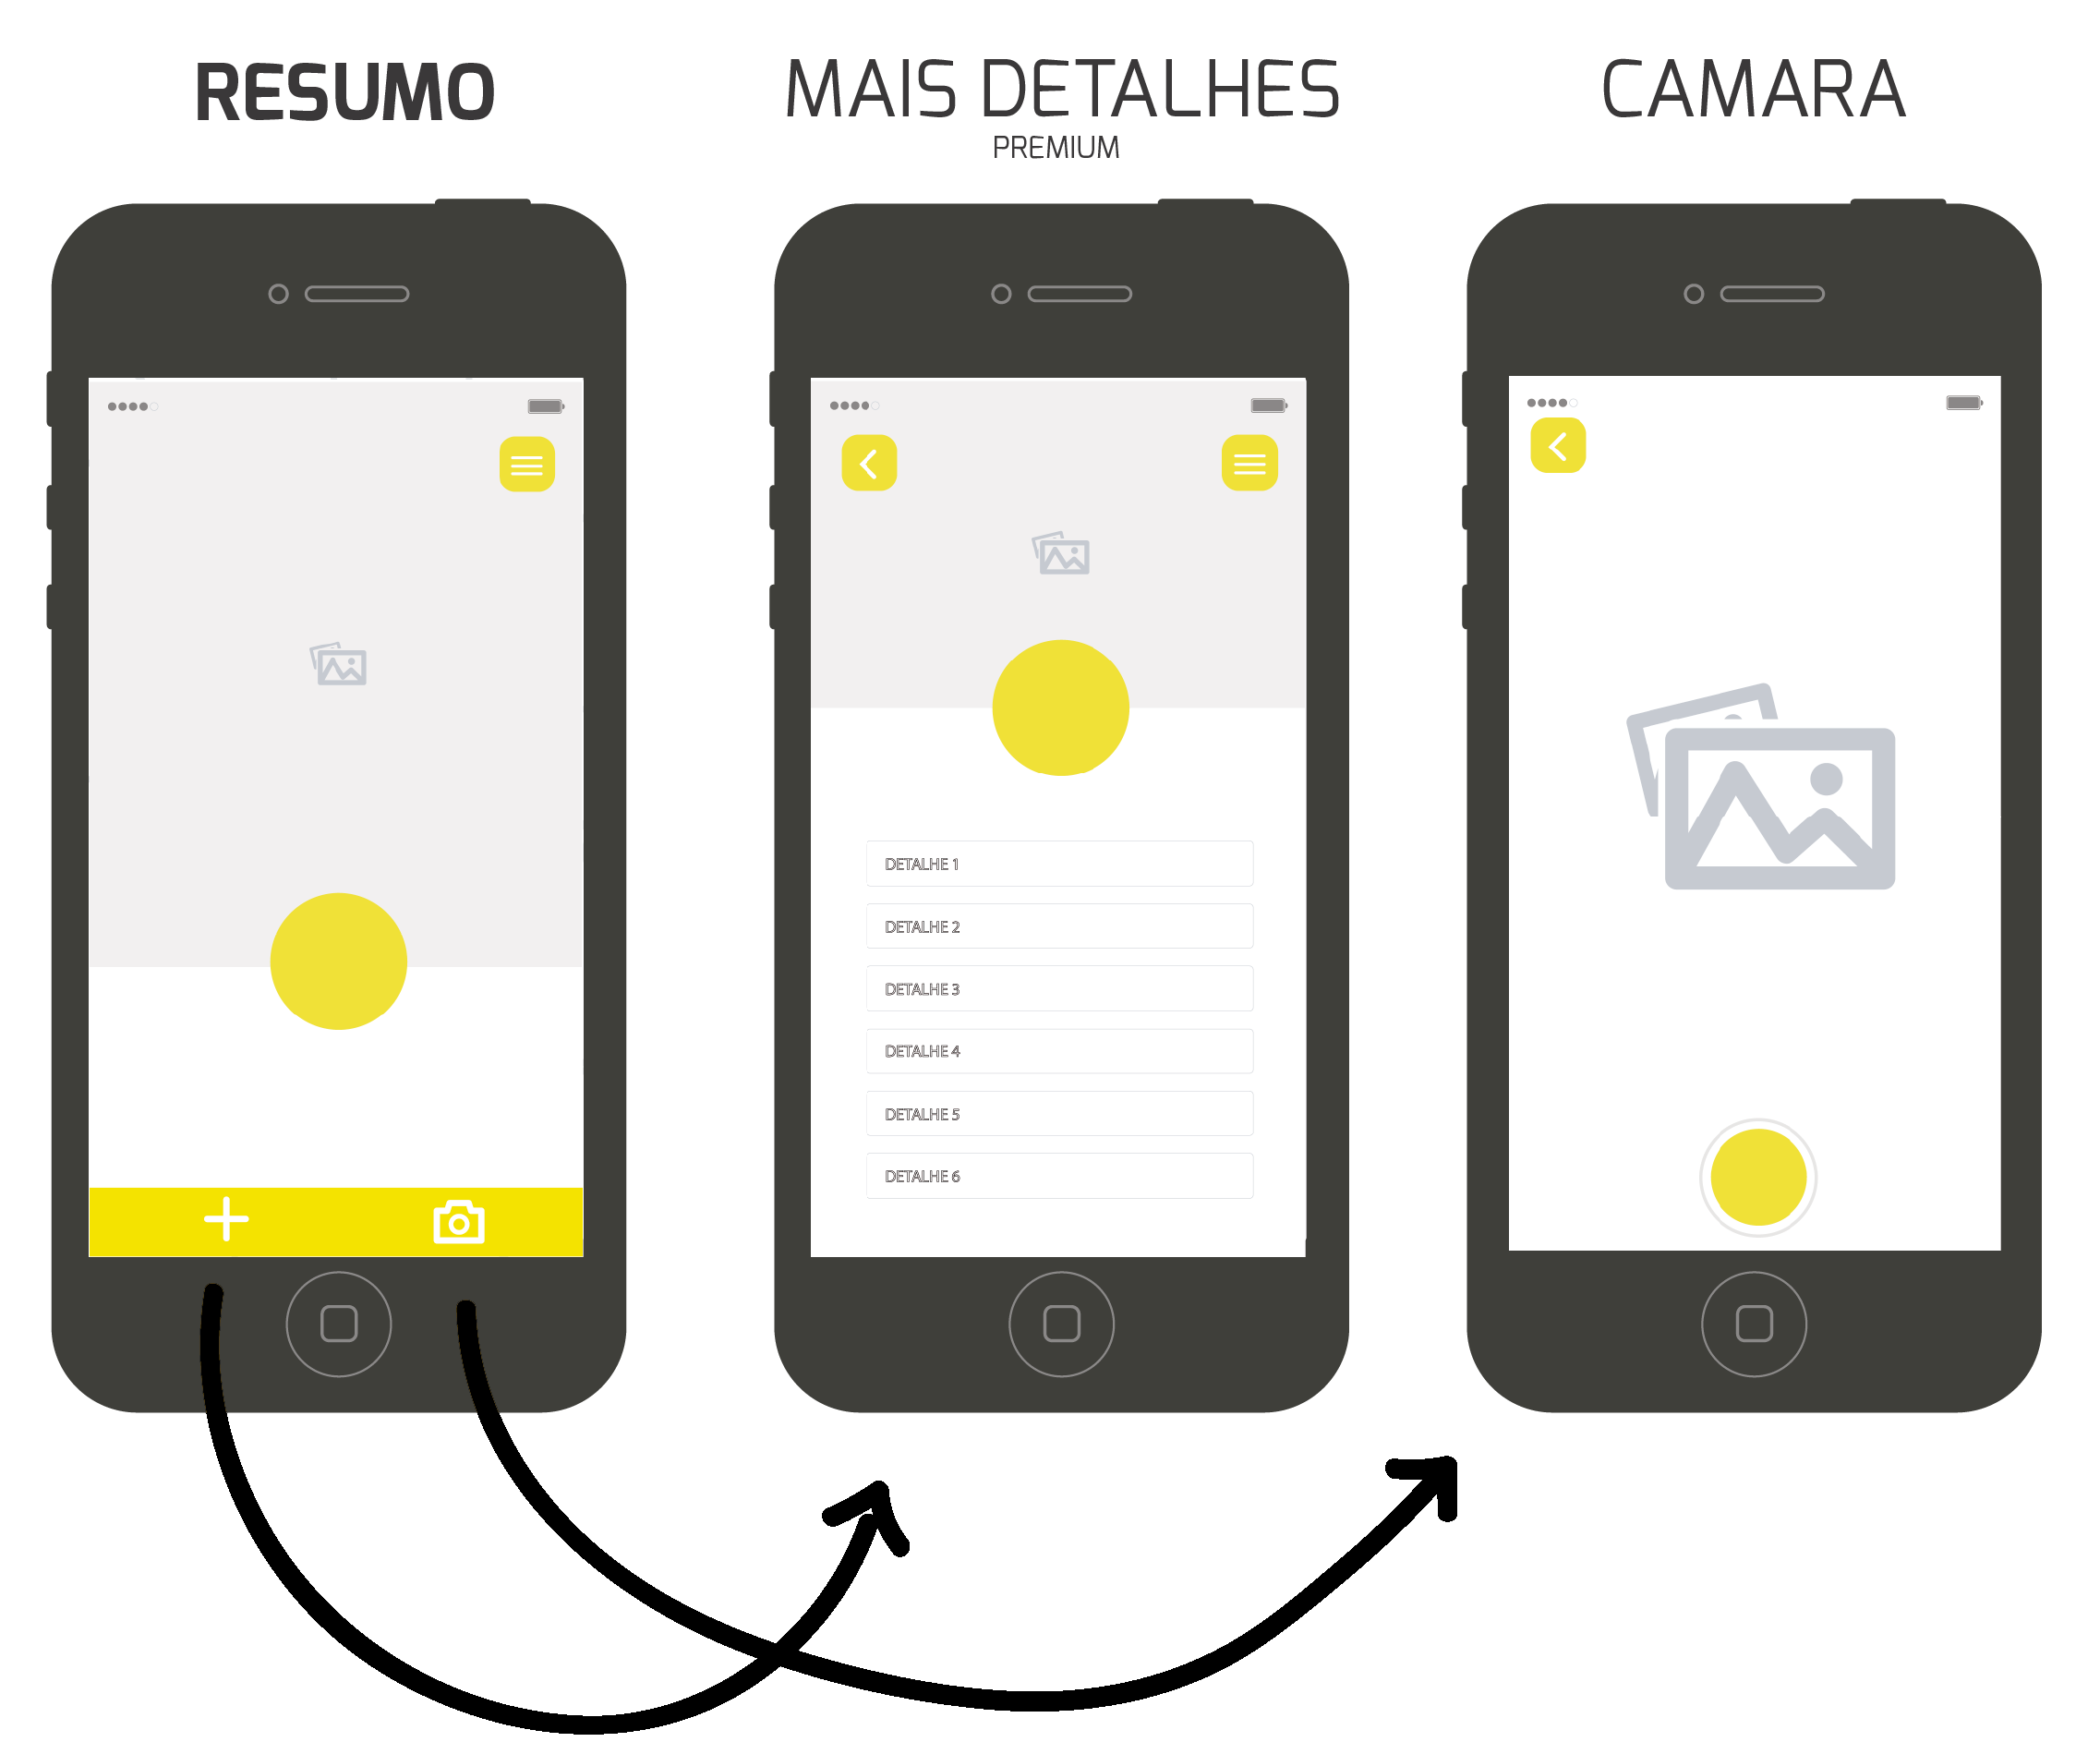 RESUMO
MAIS DETALHES
PREMIUM
CAMARA
DETALHE 1
DETALHE 2
DETALHE 3
DETALHE 4
DETALHE 5
DETALHE 6